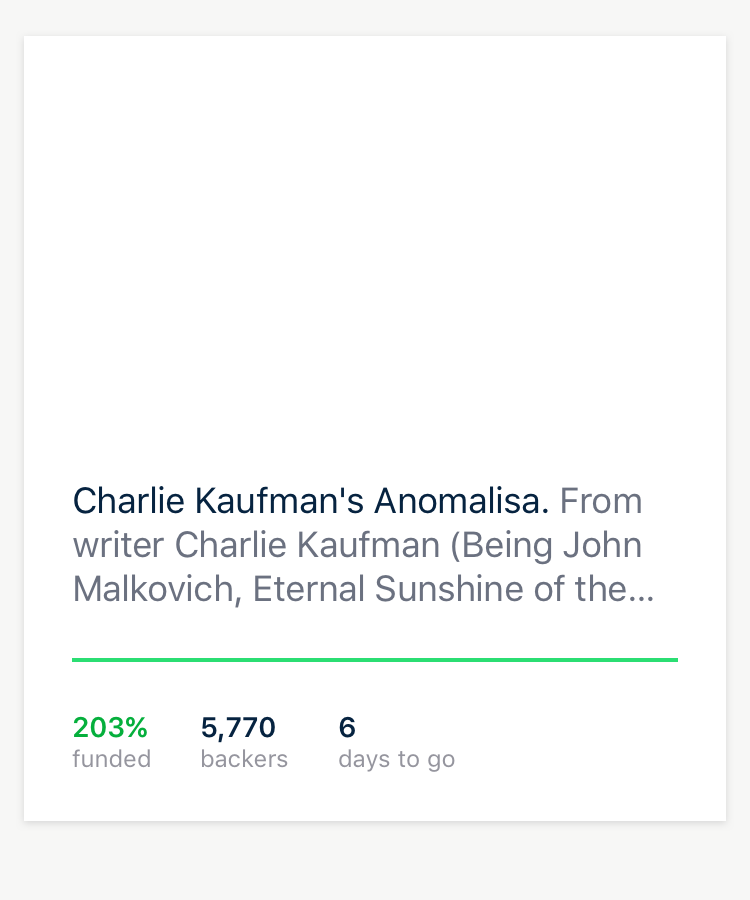 Charlie Kaufman's Anomalisa. From
writer Charlie Kaufman (Being John
Malkovich, Eternal Sunshine of the...
203% 5,770 6
funded backers days to go